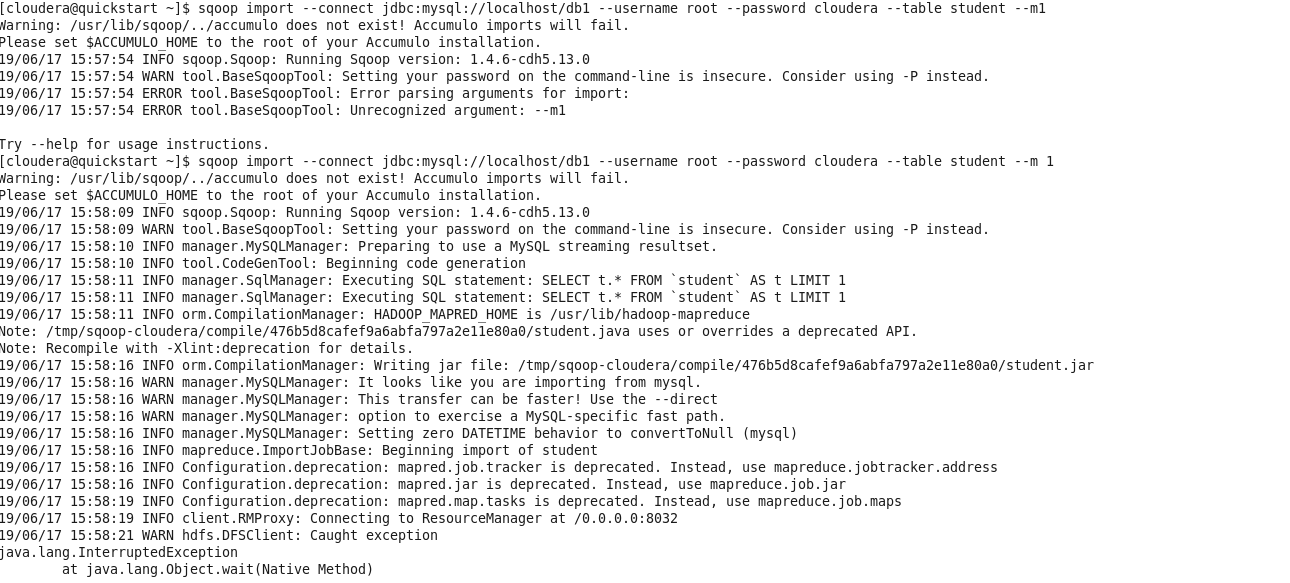 [cloudera@quickstart ~]$ sqoop import --connect jdbc:mysql://localhost/db1 --username root --password cloudera --table student --m1
Warning: /usr/lib/sqoop/../accumulo does not exist! Accumulo imports will fail.
Please set $ACCUMULO_HOME to the root of your Accumulo installation.
19/06/17 15:57:54 INFO sqoop.Sqoop: Running Sqoop version: 1.4.6-cdh5.13.0
19/06/17 15:57:54 WARN tool.BaseSqoopTool: Setting your password on the command-line is insecure. Consider using -P instead.
19/06/17 15:57:54 ERROR tool.BaseSqoopTool: Error parsing arguments for import:
19/06/17 15:57:54 ERROR tool.BaseSqoopTool: Unrecognized argument: --m1
Try --help for usage instructions.
[cloudera@quickstart ~]$ sqoop import --connect jdbc:mysql://localhost/db1 --username root --password cloudera --table student --m 1
Warning: /usr/lib/sqoop/../accumulo does not exist! Accumulo imports will fail.
Please set $ACCUMULO_HOME to the root of your Accumulo installation.
19/06/17 15:58:09 INFO sqoop.Sqoop: Running Sqoop version: 1.4.6-cdh5.13.0
19/06/17 15:58:09 WARN tool.BaseSqoopTool: Setting your password on the command-line is insecure. Consider using -P instead.
19/06/17 15:58:10 INFO manager.MySQLManager: Preparing to use a MySQL streaming resultset.
19/06/17 15:58:10 INFO tool.CodeGenTool: Beginning code generation
19/06/17 15:58:11 INFO manager.SqlManager: Executing SQL statement: SELECT t.* FROM `student` AS t LIMIT 1
19/06/17 15:58:11 INFO manager.SqlManager: Executing SQL statement: SELECT t.* FROM `student` AS t LIMIT 1
19/06/17 15:58:11 INFO orm.CompilationManager: HADOOP_MAPRED_HOME is /usr/lib/hadoop-mapreduce
Note: /tmp/sqoop-cloudera/compile/476b5d8cafef9a6abfa797a2e11e80a0/student.java uses or overrides a deprecated API.
Note: Recompile with -Xlint:deprecation for details.
19/06/17 15:58:16 INFO orm.CompilationManager: Writing jar file: /tmp/sqoop-cloudera/compile/476b5d8cafef9a6abfa797a2e11e80a0/student.jar
19/06/17 15:58:16 WARN manager.MySQLManager: It looks like you are importing from mysql.
19/06/17 15:58:16 WARN manager.MySQLManager: This transfer can be faster! Use the --direct
19/06/17 15:58:16 WARN manager.MySQLManager: option to exercise a MySQL-specific fast path.
19/06/17 15:58:16 INFO manager.MySQLManager: Setting zero DATETIME behavior to convertToNull (mysql)
19/06/17 15:58:16 INFO mapreduce.ImportJobBase: Beginning import of student
19/06/17 15:58:16 INFO Configuration.deprecation: mapred.job.tracker is deprecated. Instead, use mapreduce.jobtracker.address
19/06/17 15:58:16 INFO Configuration.deprecation: mapred.jar is deprecated. Instead, use mapreduce.job.jar
19/06/17 15:58:19 INFO Configuration.deprecation: mapred.map.tasks is deprecated. Instead, use mapreduce.job.maps
19/06/17 15:58:19 INFO client.RMProxy: Connecting to ResourceManager at /0.0.0.0:8032
19/06/17 15:58:21 WARN hdfs.DFSClient: Caught exception
java.lang.InterruptedException
at java.lang.Object.wait(Native Method)